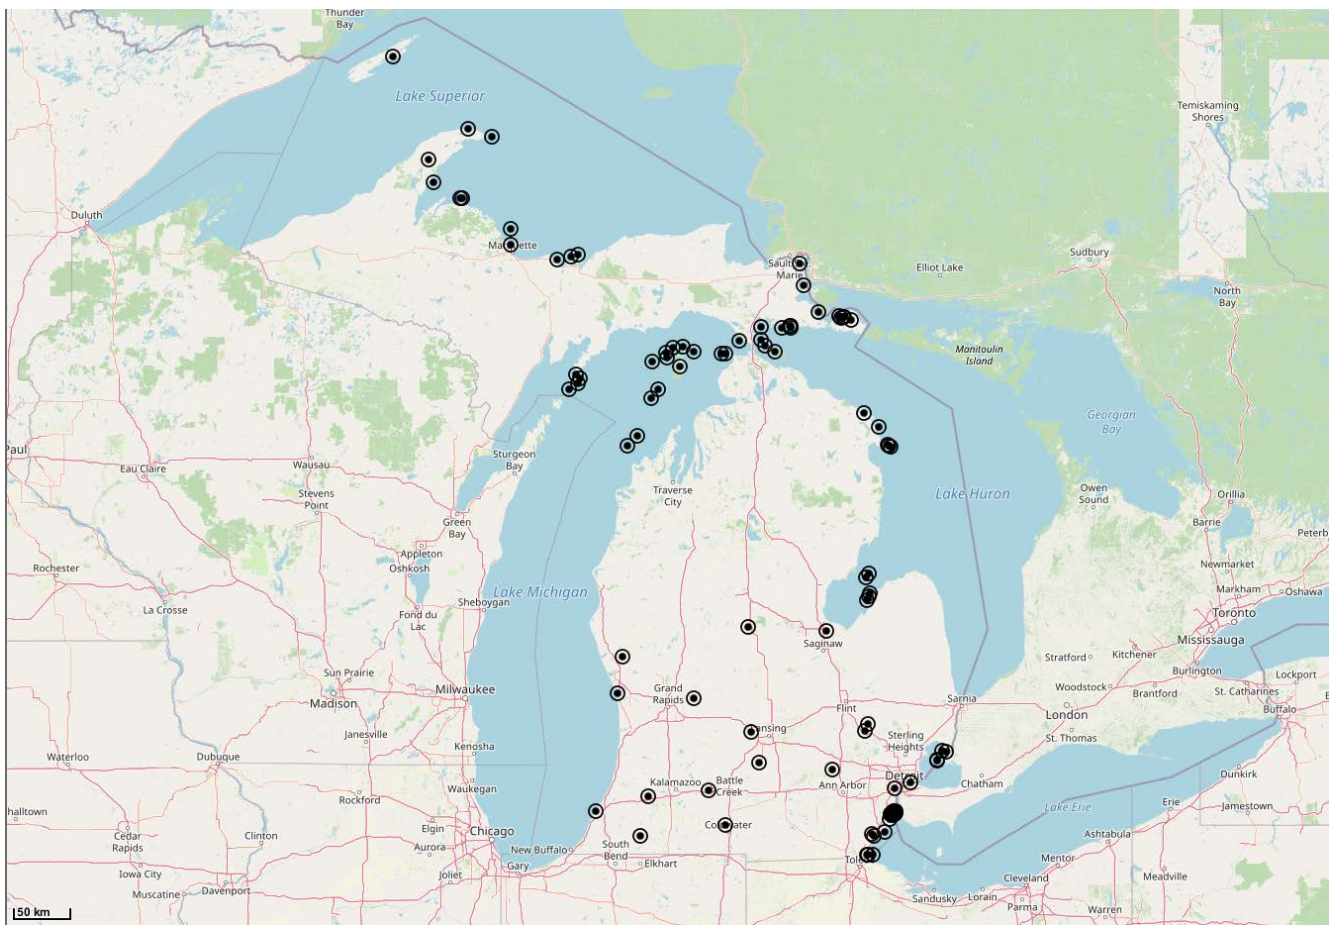 Thunder
Bay
Lake Superior
Temiskaming
Shores
Duluth
Sudbury
Elliot Lake
North
Bay
Manitoulin
Island
Georgian
Bay
Paul
Eau Claire
Wausau
Sturgeon
Bay
Stevens
Point
Traverse
City
Lake Huron
Owen
Sound
Orillia
Green
Bay
Barrie
Peterb
Appleton
Oshkosh
Rochester
Newmarket
Markham
Oshawa
La Crosse
Lake Michigan
Sheboygan
Fond du
Lac
Toronto
Mississauga
Saginaw
Kitchener
Stratford
Burlington
Sun Prairie
Madison
Milwaukee
Grand
Rapids
Woodstock
Brantford
St. Catharines
Lockport
Sarnia
Flint
London
Buffalo
Janesville
St. Thomas
Sterling
Heights
Kenosha
Waterloo
Dubuque
Waukegan
Kalamazoo
Battle
Creek
Ann Arbor
Chatham
Dunkirk
Rockford
Lake Erie
Erie
Jamestown
halltown
Cedar
Rapids
Clinton
Elgin
Aurora
Chicago
New Buffalo
South
Bend
Elkhart
Ashtabula
Mentor
Iowa City
Joliet
Gary
Cleveland
Meadville
Muscatine
Davenport
Sandusky
Lorain
Parma
Warren
50 km